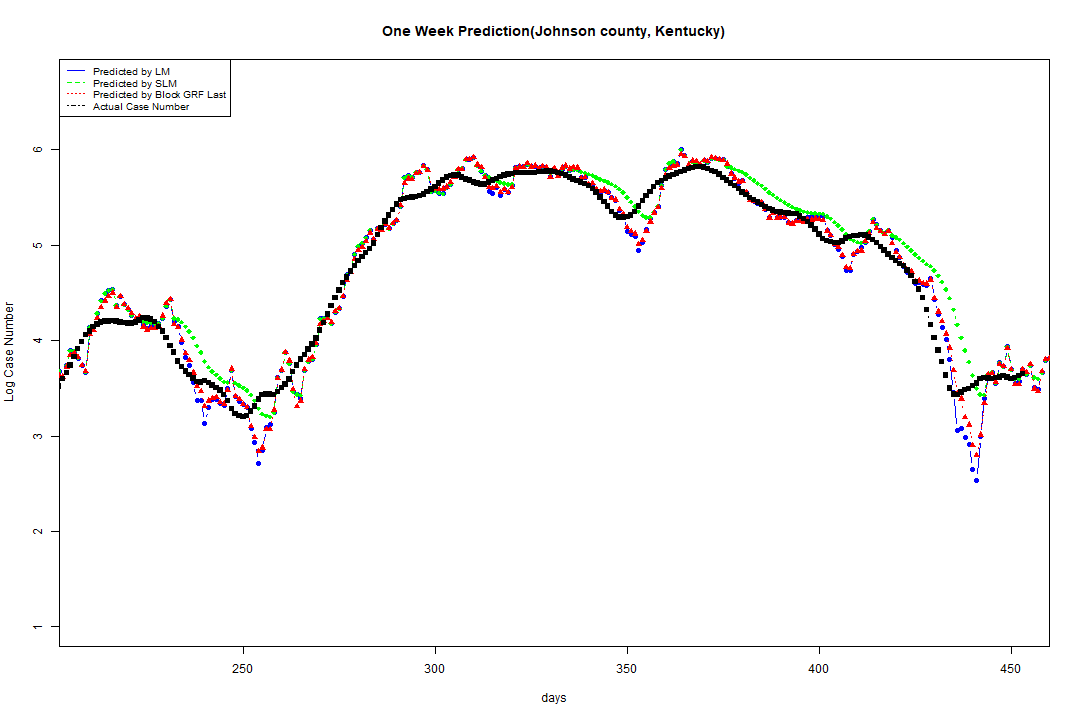 One Week Prediction(Johnson county, Kentucky)
Predicted by LM
Predicted by SLM
Predicted by Block GRF Last
Actual Case Number
6
5
4
3
2
1
Log Case Number
250 300 350 400 450
days